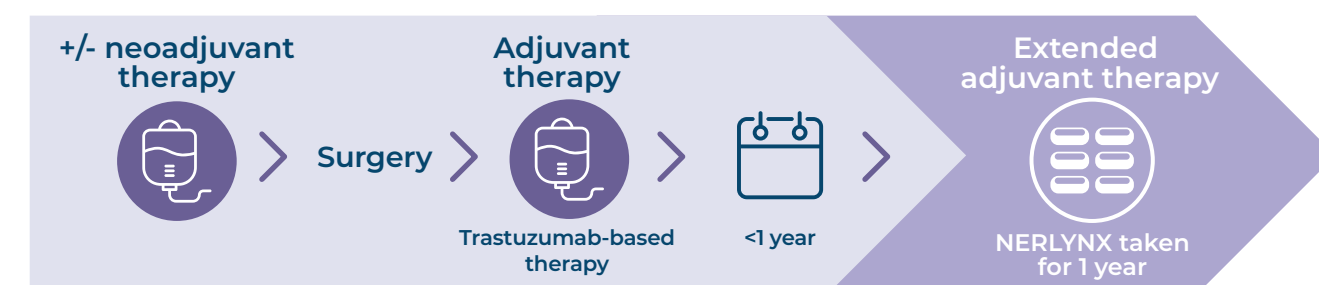 +/- neoadjuvant
therapy
Surgery
Adjuvant
therapy
Trastuzumab-based
therapy
<1 year
Extended
adjuvant therapy
NERLYNX taken
for 1 year